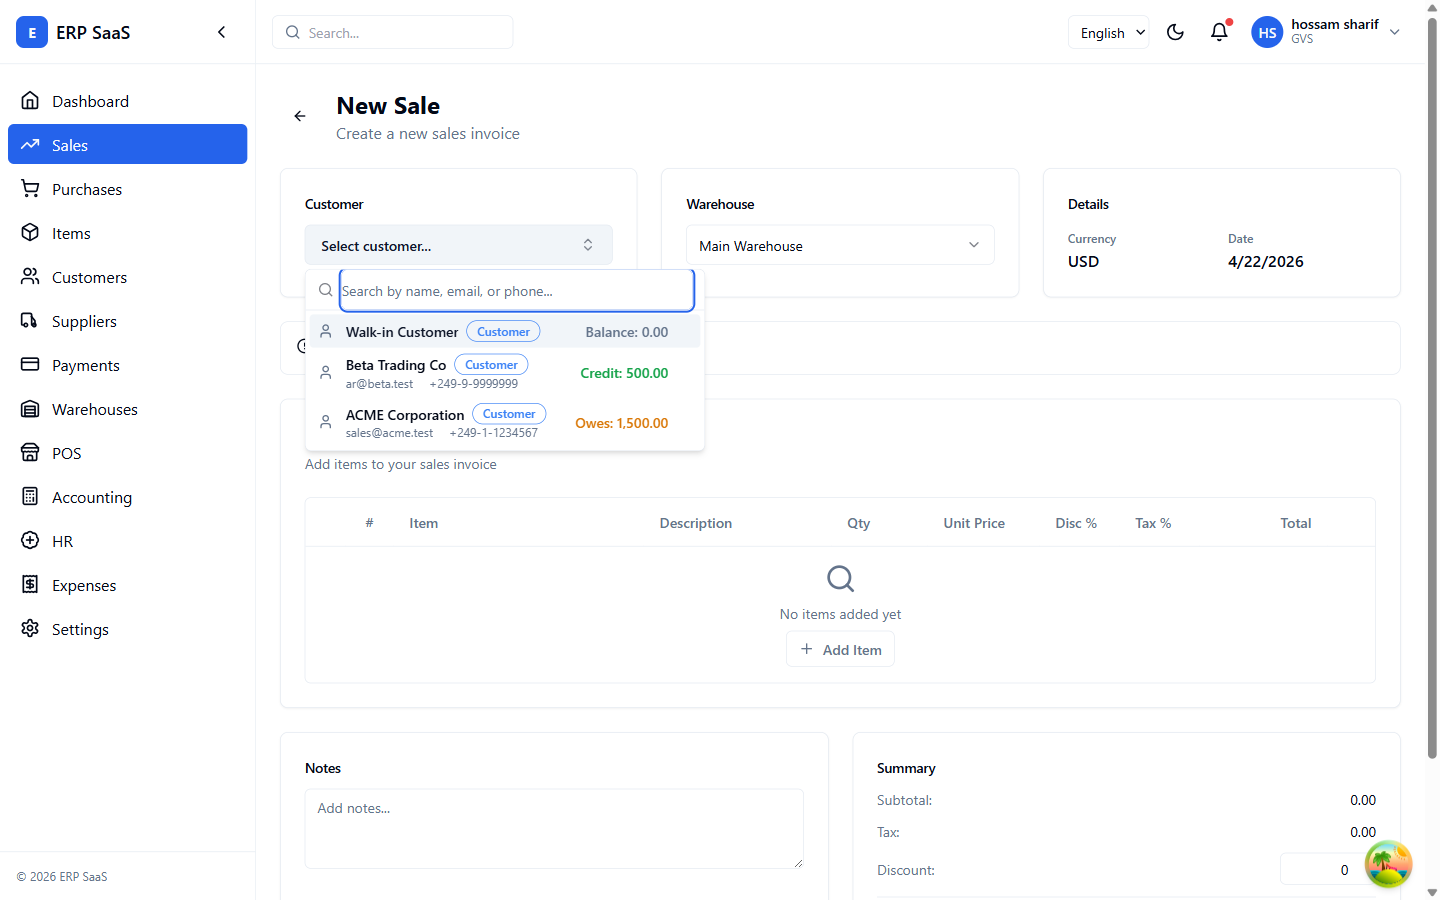 E ERP SaaS
Search...
English
HS
hossam sharif
GVS
Dashboard
Sales
Purchases
Items
Customers
Suppliers
Payments
Warehouses
POS
Accounting
HR
Expenses
Settings
© 2026 ERP SaaS
New Sale
Create a new sales invoice
Customer
Select customer...
Search by name, email, or phone...
Walk-in Customer Customer Balance: 0.00
Beta Trading Co Customer
ar@beta.test +249-9-9999999
Credit: 500.00
ACME Corporation Customer
sales@acme.test +249-1-1234567
Owes: 1,500.00
Warehouse
Main Warehouse
Details
Currency Date
USD 4/22/2026
Add items to your sales invoice
# Item Description Qty Unit Price Disc % Tax % Total
No items added yet
Add Item
Notes
Add notes...
Summary
Subtotal: 0.00
Tax: 0.00
Discount: 0